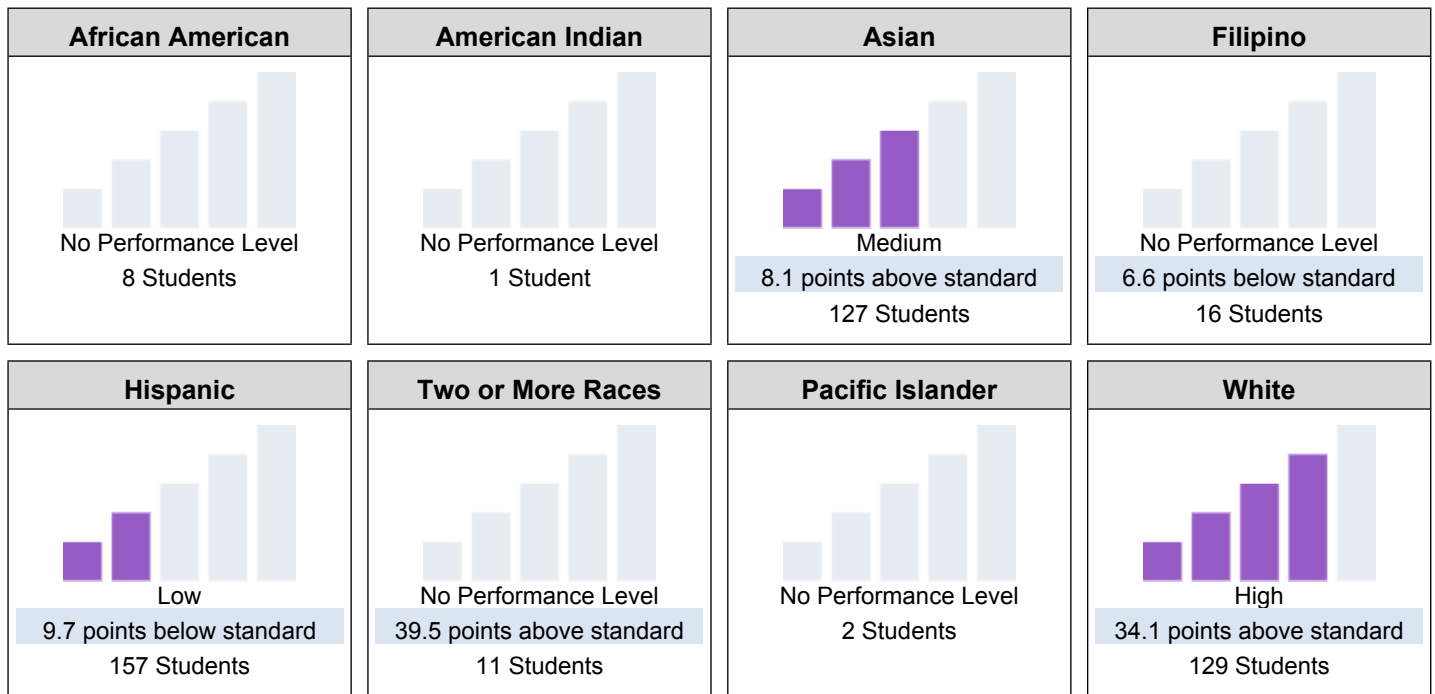 African American
No Performance Level
8 Students
American Indian
No Performance Level
1 Student
Asian
Medium
8.1 points above standard
127 Students
Filipino
No Performance Level
6.6 points below standard
16 Students
Hispanic
Low
9.7 points below standard
157 Students
Two or More Races
No Performance Level
39.5 points above standard
11 Students
Pacific Islander
No Performance Level
2 Students
White
High
34.1 points above standard
129 Students